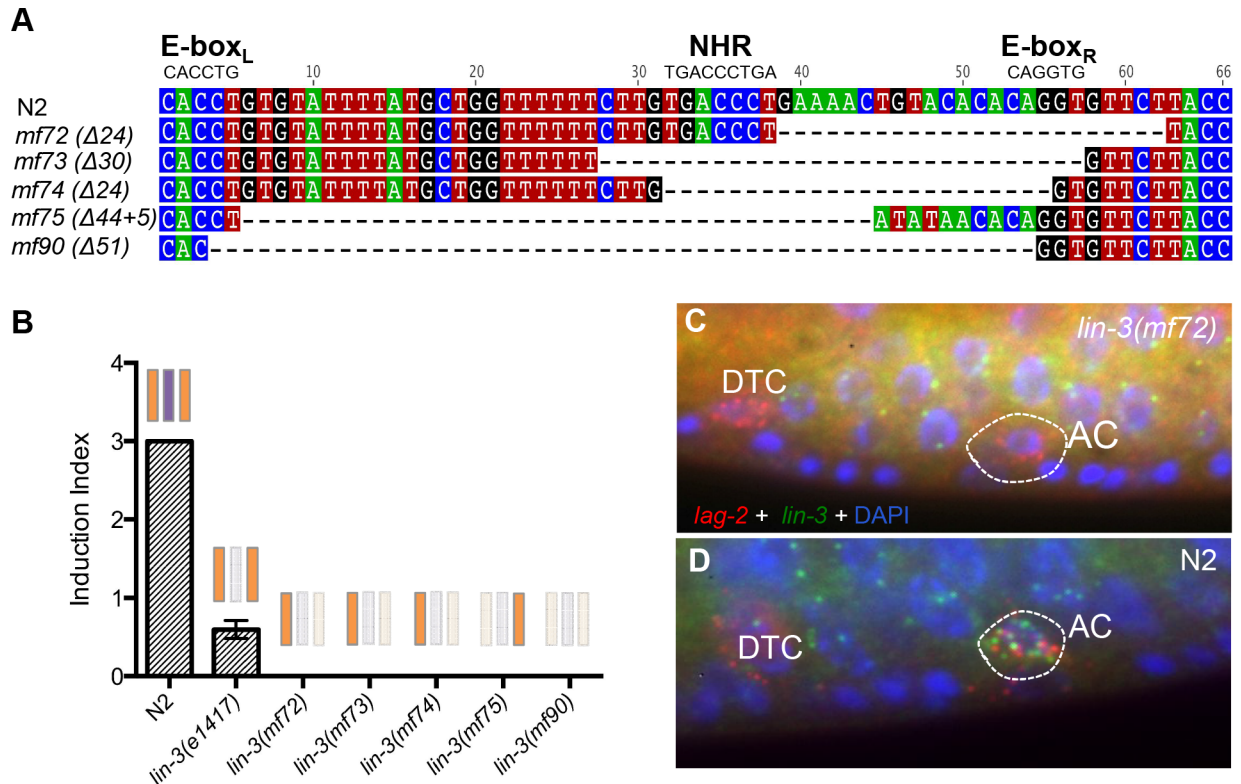 A
E-boxL NHR E-boxR
CACCTG 10 20 30 TGACCCTGA 40 50 CAGGTG 60 66
N2 CACCTGTGTATTTTATGCTGGTTTTTTCTTGTGACCCTGAAAACTGTACACACAGGTGTTCTTACC
mf72 (Δ24) CACCTGTGTATTTTATGCTGGTTTTTTCTTGTGACCCT------------------------TACC
mf73 (Δ30) CACCTGTGTATTTTATGCTGGTTTTTT------------------------------GTTCTTACC
mf74 (Δ24) CACCTGTGTATTTTATGCTGGTTTTTTCTTG------------------------GTGTTCTTACC
mf75 (Δ44+5) CACCT---------------------------------------ATATAACACAGGTGTTCTTACC
mf90 (Δ51) CAC---------------------------------------------------GGTGTTCTTACC
B
Induction Index
4
3
2
1
0
N2
lin-3(e1417)
lin-3(mf72)
lin-3(mf73)
lin-3(mf74)
lin-3(mf75)
lin-3(mf90)
C
lin-3(mf72)
DTC
AC
lag-2 + lin-3 + DAPI
D
N2
DTC
AC